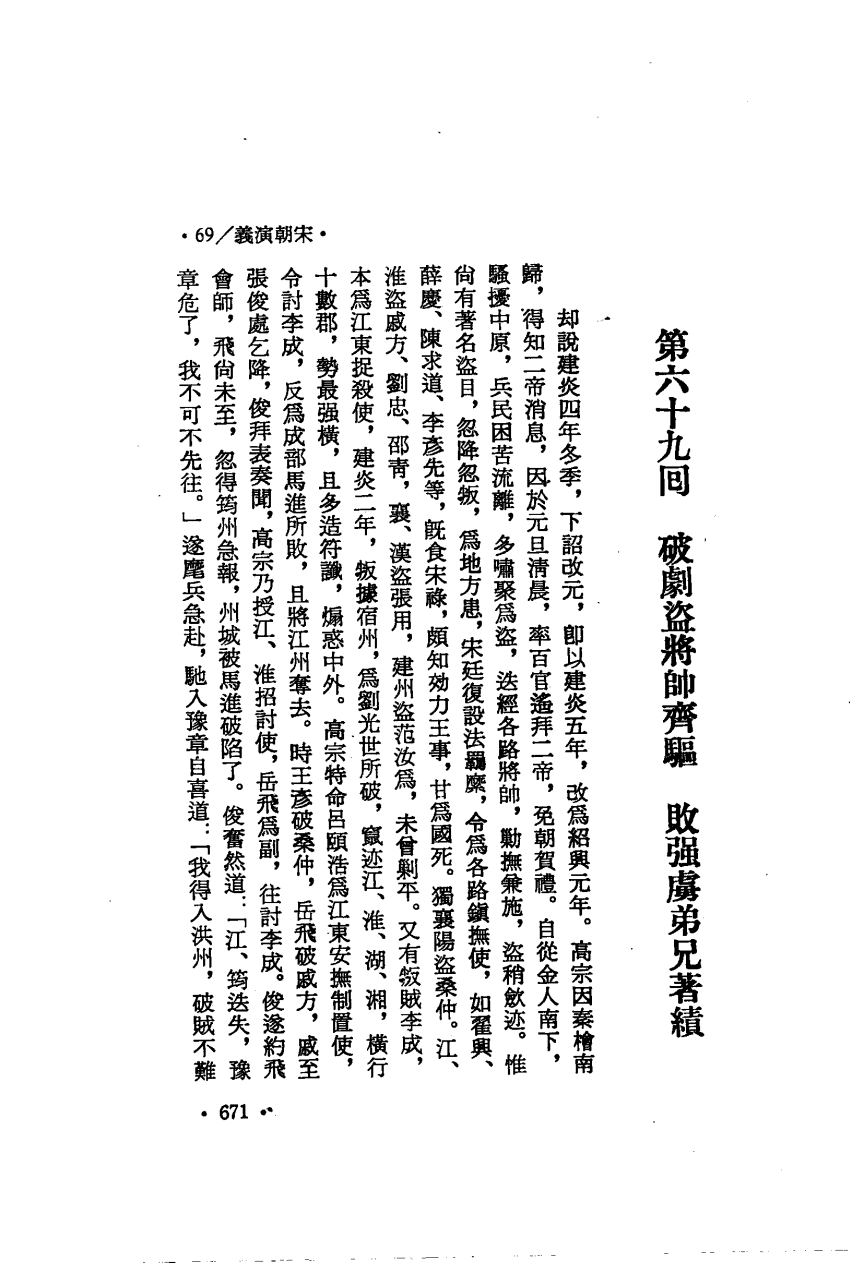 •69/義演朝宋•
第六十九回　破劇盜將帥齊驅　敗强虜弟兄著績
却說建炎四年冬季，下詔改元，卽以建炎五年，改爲紹興元年。高宗因秦檜南
歸，得知二帝消息，因於元旦清晨，率百官遙拜二帝，免朝賀禮。自從金人南下，
騷擾中原，兵民困苦流離，多嘯聚爲盜，迭經各路將帥，勦撫兼施，盜稍斂迹。惟
尙有著名盜目，忽降忽叛，爲地方患，宋廷復設法羈縻，令爲各路鎭撫使，如翟興、
薛慶、陳求道、李彥先等，旣食宋祿，頗知効力王事，甘爲國死。獨襄陽盜桑仲。江、
淮盜戚方、劉忠、邵靑，襄、漢盜張用，建州盜范汝爲，未曾剿平。又有叛賊李成，
本爲江東捉殺使，建炎二年，叛據宿州，爲劉光世所破，竄迹江、淮、湖、湘，橫行
十數郡，勢最强橫，且多造符讖，煽惑中外。高宗特命呂頤浩爲江東安撫制置使，
令討李成，反爲成部馬進所敗，且將江州奪去。時王彥破桑仲，岳飛破戚方，戚至
張俊處乞降，俊拜表奏聞，高宗乃授江、淮招討使，岳飛爲副，往討李成。俊遂約飛
會師，飛尙未至，忽得筠州急報，州城被馬進破陷了。俊奮然道：「江、筠迭失，豫
章危了，我不可不先往。」遂麾兵急赴，馳入豫章自喜道：「我得入洪州，破賊不難
•671•